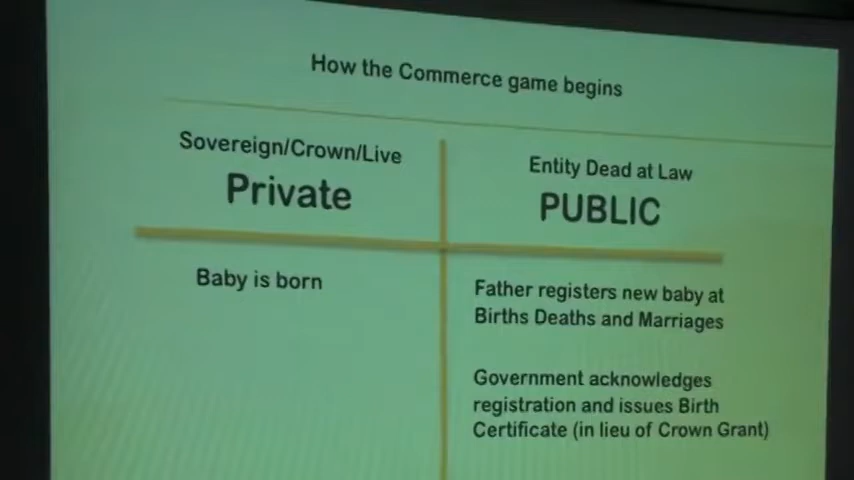 How the Commerce game begins
Sovereign/Crown/Live
Private
Entity Dead at Law
PUBLIC
Baby is born
Father registers new baby at
Births Deaths and Marriages
Government acknowledges
registration and issues Birth
Certificate (in lieu of Crown Grant)